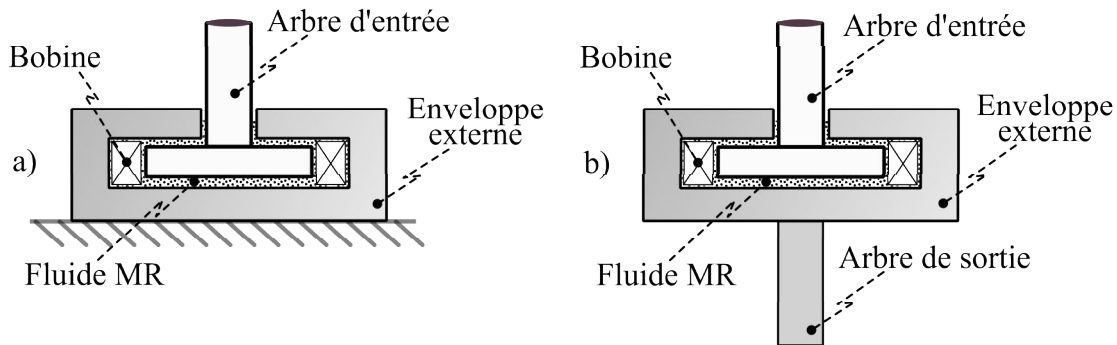 a)
Bobine
Arbre d'entrée
Enveloppe
externe
Fluide MR
b)
Bobine
Arbre d'entrée
Enveloppe
externe
Fluide MR
Arbre de sortie